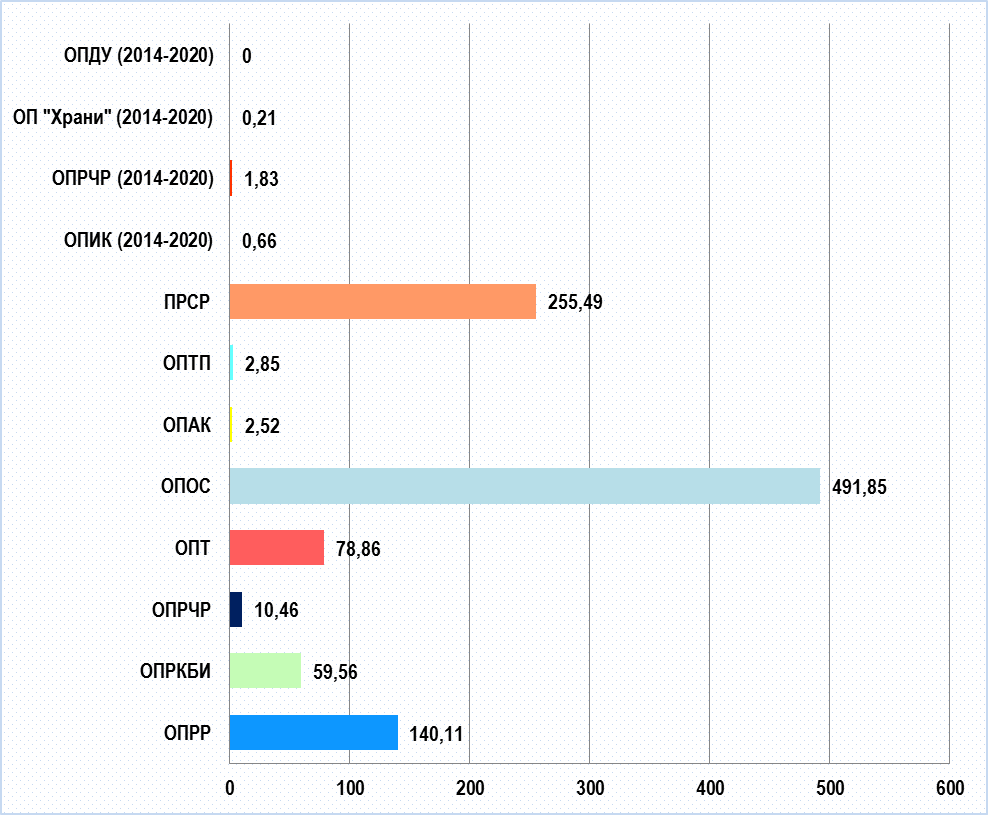 ОПДУ (2014-2020) 0
ОП "Храни" (2014-2020) 0,21
ОПРЧР (2014-2020) 1,83
ОПИК (2014-2020) 0,66
ПРСР 255,49
ОПТП 2,85
ОПАК 2,52
ОПОС 491,85
ОПТ 78,86
ОПРЧР 10,46
ОПРКБИ 59,56
ОПРР 140,11
0 100 200 300 400 500 600